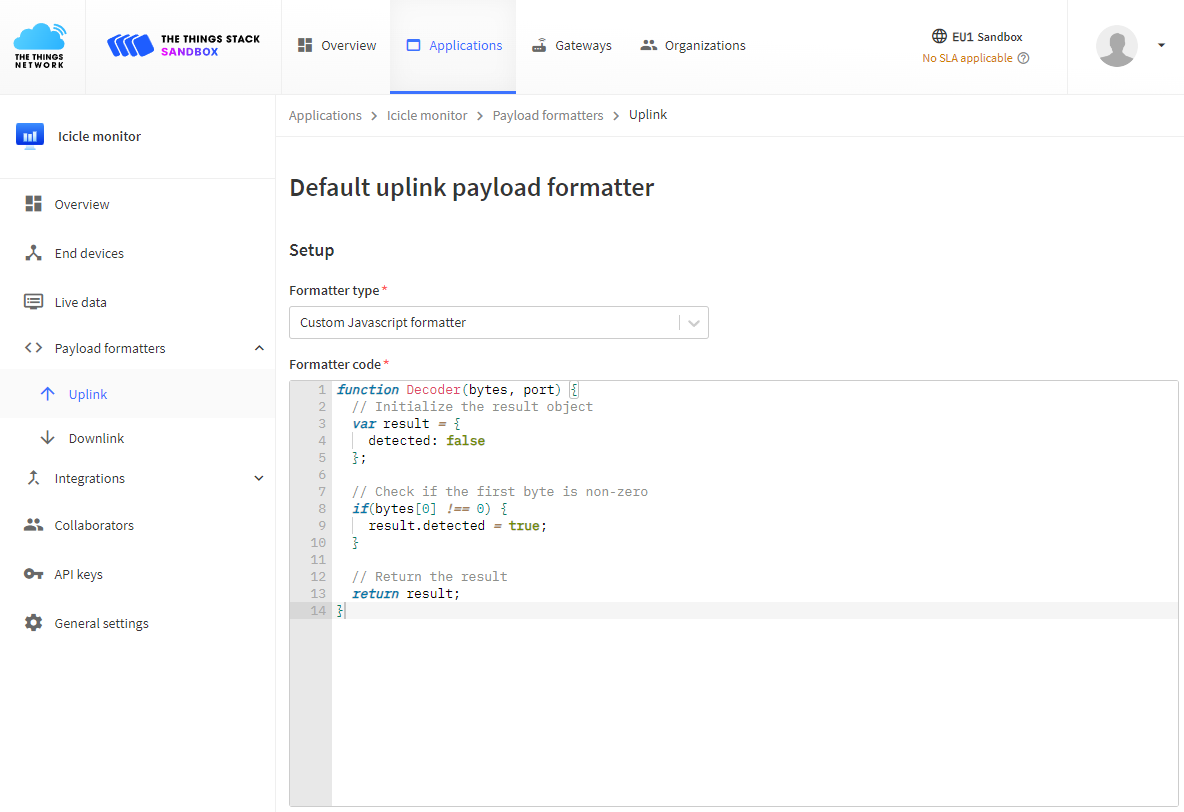 THE THINGS
NETWORK
THE THINGS STACK
SANDBOX
Overview
Applications
Gateways
Organizations
EU1 Sandbox
No SLA applicable
Icicle monitor
Overview
End devices
Live data
Payload formatters
Uplink
Downlink
Integrations
Collaborators
API keys
General settings
Applications > Icicle monitor > Payload formatters > Uplink
Default uplink payload formatter
Setup
Formatter type*
Custom Javascript formatter
Formatter code*
1 function Decoder(bytes, port) {
2   // Initialize the result object
3   var result = {
4     detected: false
5   };
6
7   // Check if the first byte is non-zero
8   if(bytes[0] !== 0) {
9     result.detected = true;
10   }
11
12   // Return the result
13   return result;
14 }